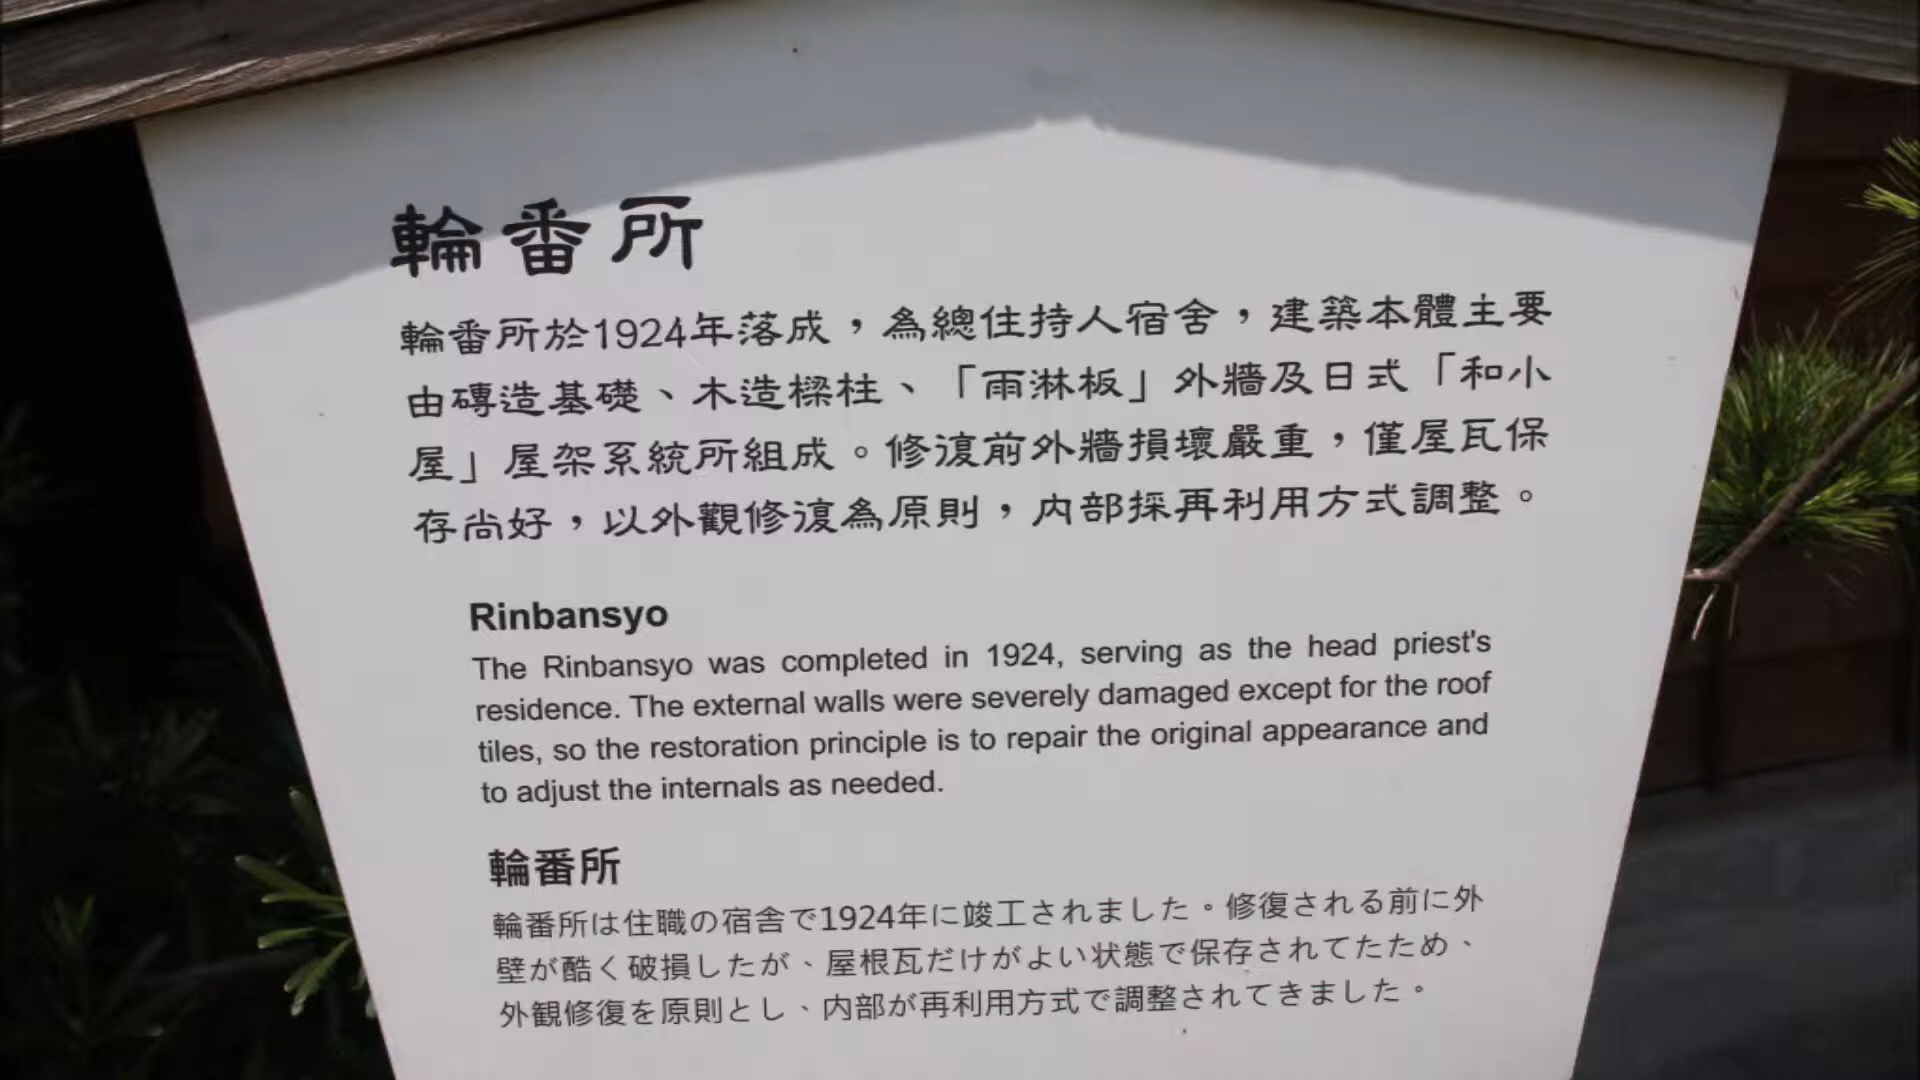 輪番所
輪番所於1924年落成，為總住持人宿舍，建築本體主要
由磚造基礎、木造樑柱、「雨淋板」外牆及日式「和小
屋」屋架系統所組成。修復前外牆損壞嚴重，僅屋瓦保
存尚好，以外觀修復為原則，內部採再利用方式調整。
Rinbansyo
The Rinbansyo was completed in 1924, serving as the head priest's
residence. The external walls were severely damaged except for the roof
tiles, so the restoration principle is to repair the original appearance and
to adjust the internals as needed.
輪番所
輪番所は住職の宿舎で1924年に竣工されました。修復される前に外
壁が酷く破損したが、屋根瓦だけがよい状態で保存されてたため、
外観修復を原則とし、内部が再利用方式で調整されてきました。